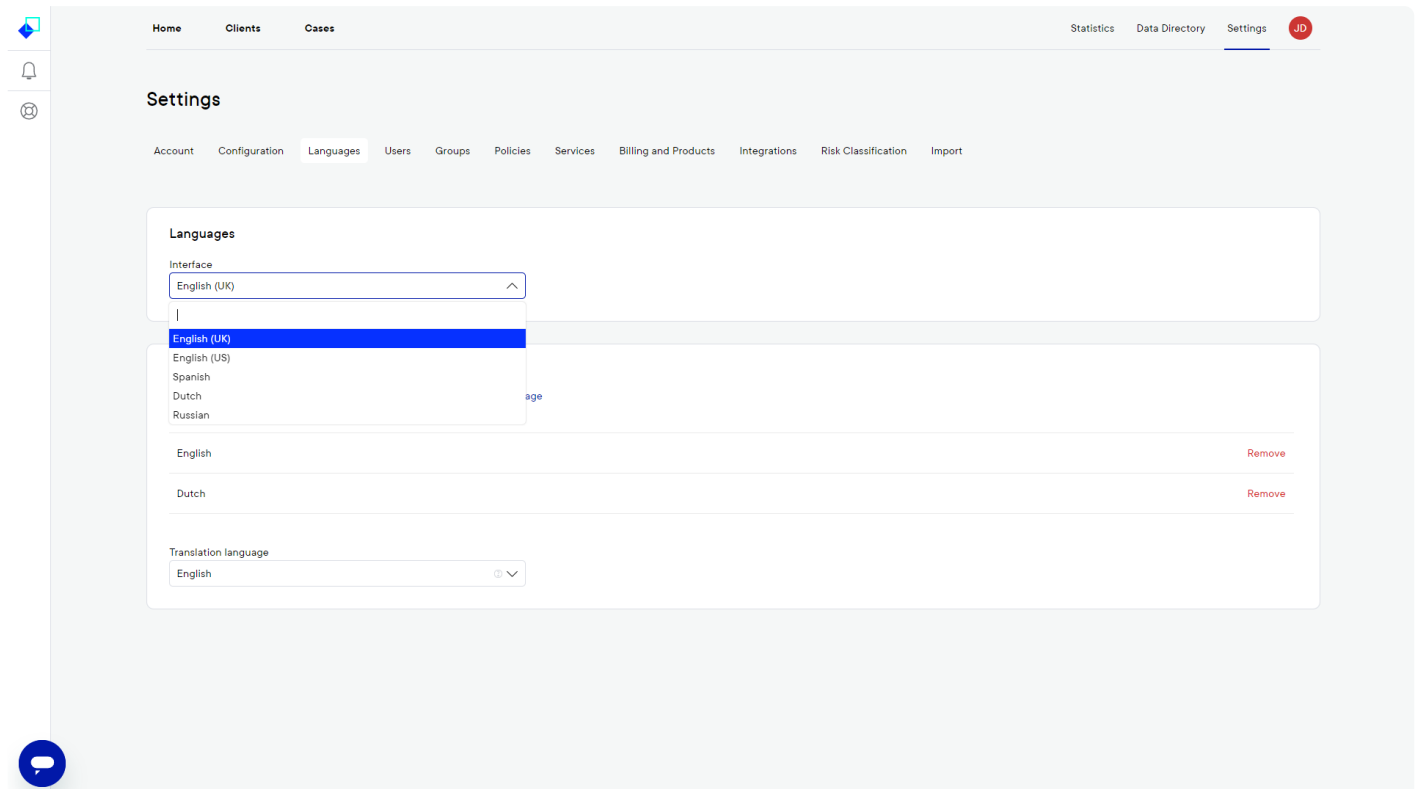 Home Clients Cases Statistics Data Directory Settings JD
Settings
Account Configuration Languages Users Groups Policies Services Billing and Products Integrations Risk Classification Import
Languages
Interface
English (UK)
English (UK)
English (US)
Spanish
Dutch
age
Russian
English Remove
Dutch Remove
Translation language
English